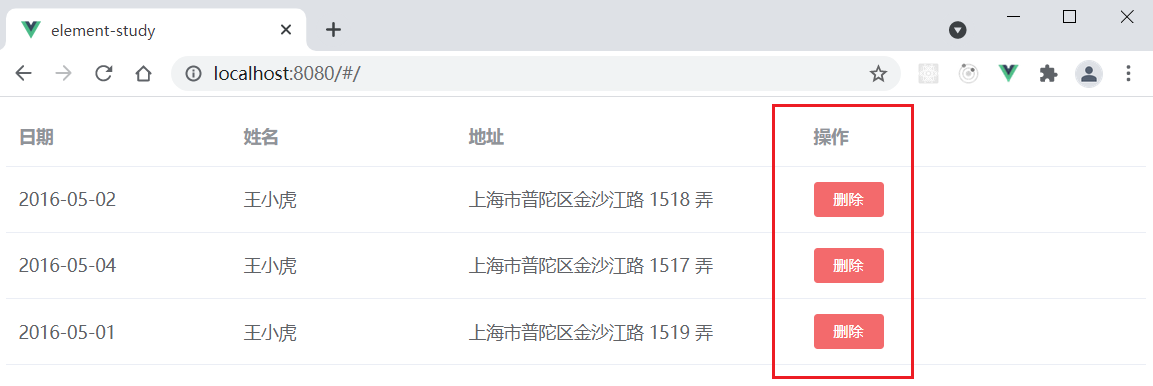 element-study
localhost:8080/#/
日期 姓名 地址 操作
2016-05-02 王小虎 上海市普陀区金沙江路 1518 弄 删除
2016-05-04 王小虎 上海市普陀区金沙江路 1517 弄 删除
2016-05-01 王小虎 上海市普陀区金沙江路 1519 弄 删除